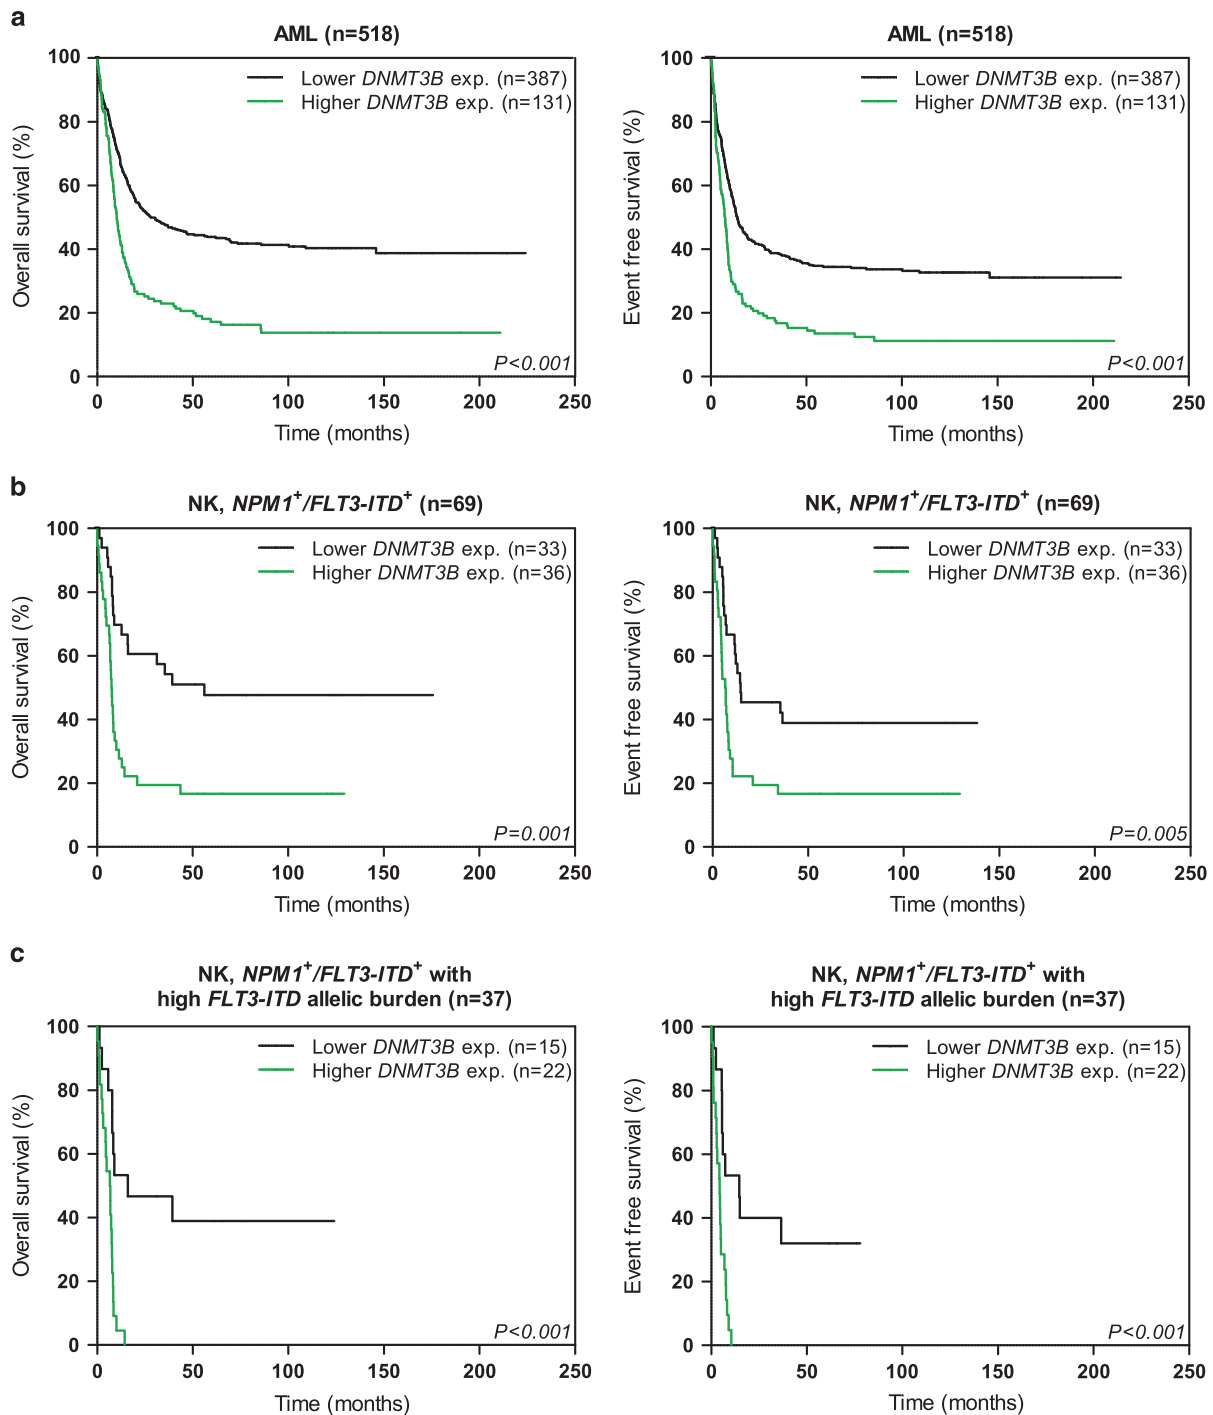 a
AML (n=518)
Overall survival (%)
100
80
60
40
20
0
Lower DNMT3B exp. (n=387)
Higher DNMT3B exp. (n=131)
P<0.001
0 50 100 150 200 250
Time (months)
AML (n=518)
Event free survival (%)
100
80
60
40
20
0
Lower DNMT3B exp. (n=387)
Higher DNMT3B exp. (n=131)
P<0.001
0 50 100 150 200 250
Time (months)
b
NK, NPM1+/FLT3-ITD+ (n=69)
Overall survival (%)
100
80
60
40
20
0
Lower DNMT3B exp. (n=33)
Higher DNMT3B exp. (n=36)
P=0.001
0 50 100 150 200 250
Time (months)
NK, NPM1+/FLT3-ITD+ (n=69)
Event free survival (%)
100
80
60
40
20
0
Lower DNMT3B exp. (n=33)
Higher DNMT3B exp. (n=36)
P=0.005
0 50 100 150 200 250
Time (months)
c
NK, NPM1+/FLT3-ITD+ with
high FLT3-ITD allelic burden (n=37)
Overall survival (%)
100
80
60
40
20
0
Lower DNMT3B exp. (n=15)
Higher DNMT3B exp. (n=22)
P<0.001
0 50 100 150 200 250
Time (months)
NK, NPM1+/FLT3-ITD+ with
high FLT3-ITD allelic burden (n=37)
Event free survival (%)
100
80
60
40
20
0
Lower DNMT3B exp. (n=15)
Higher DNMT3B exp. (n=22)
P<0.001
0 50 100 150 200 250
Time (months)